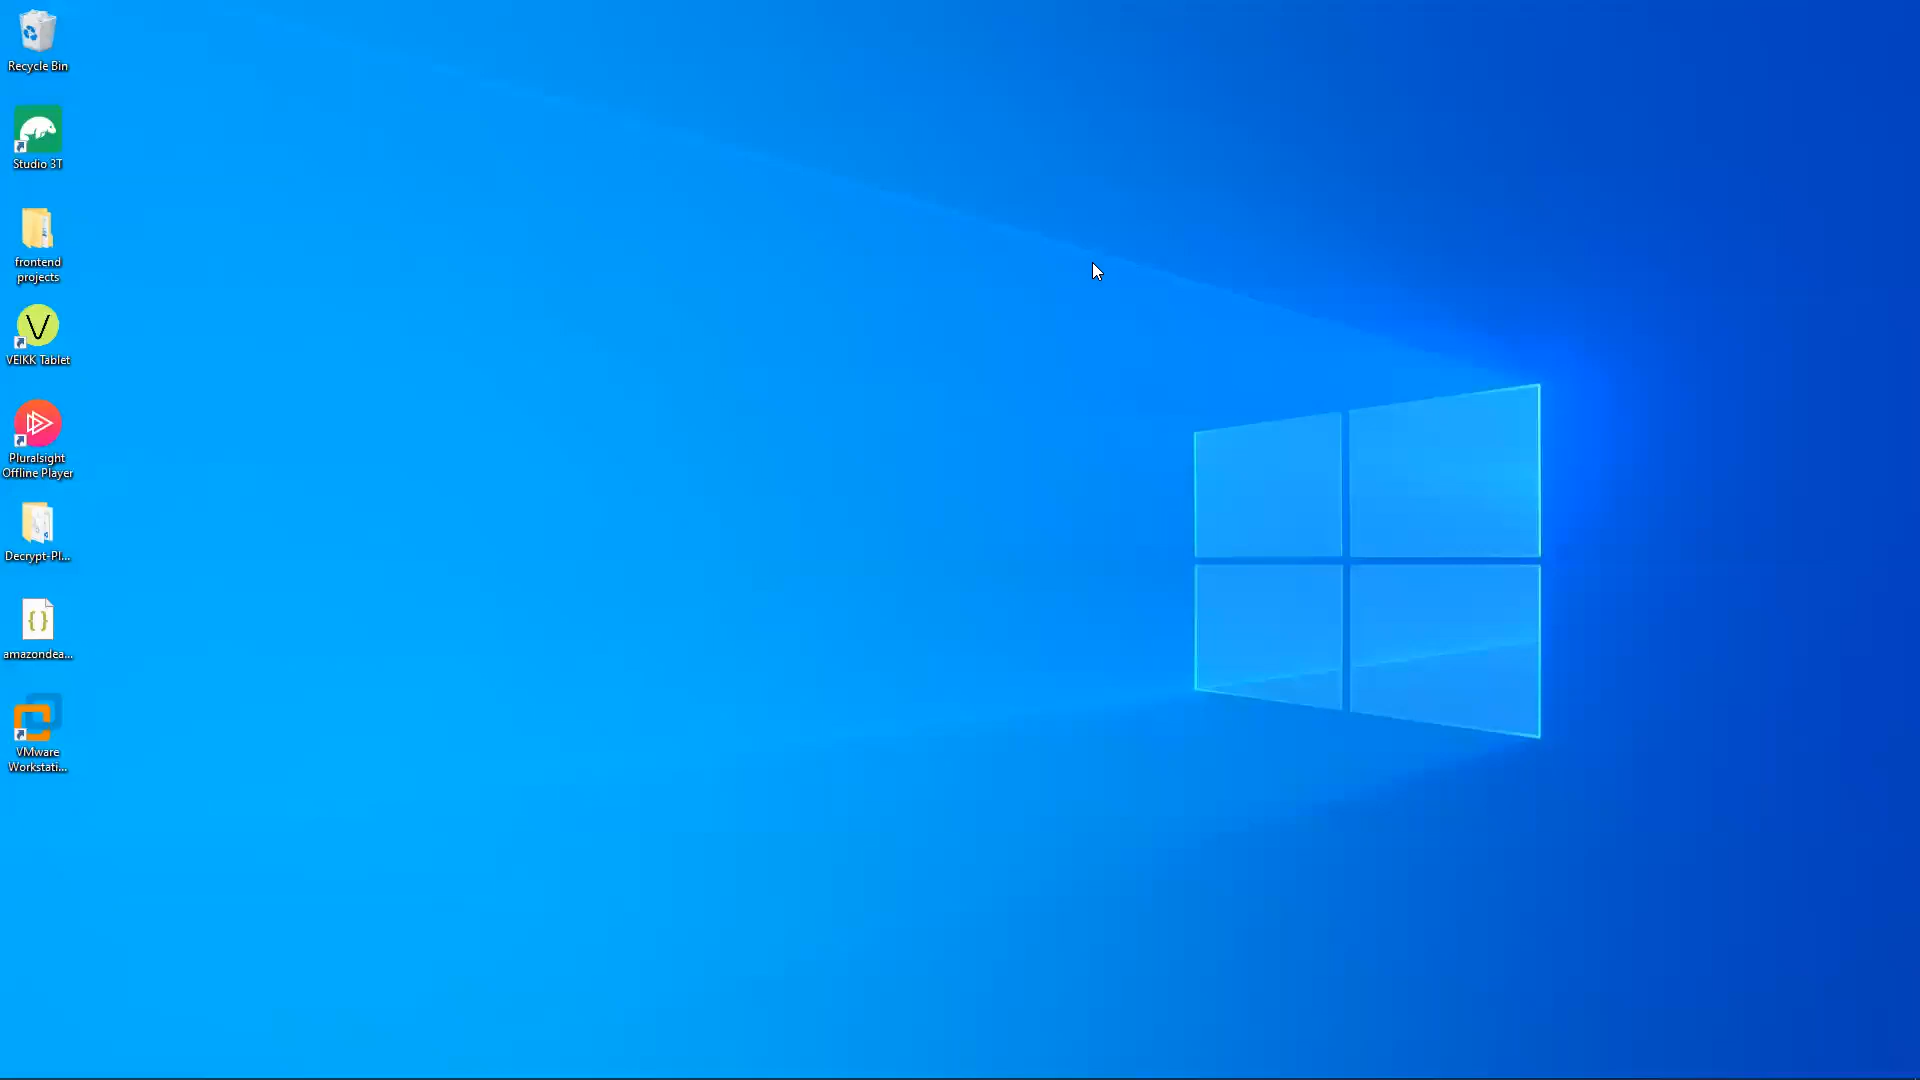 Recycle Bin
Studio 3T
frontend
projects
VEIKK Tablet
Pluralsight
Offline Player
Decrypt-Pl...
amazondea...
VMware
Workstati...